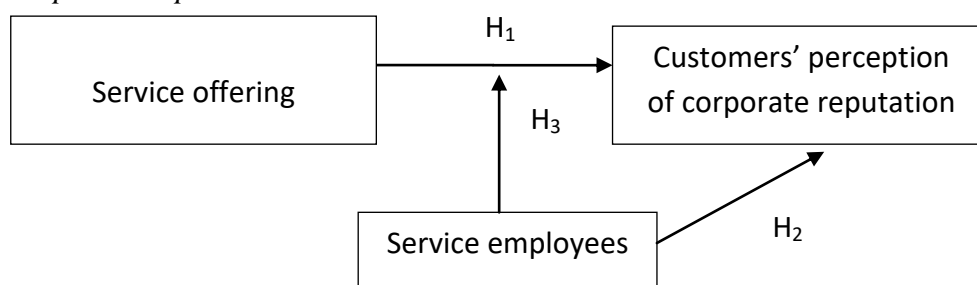 H₁
Customers’ perception
of corporate reputation
Service offering
H₃
Service employees
H₂